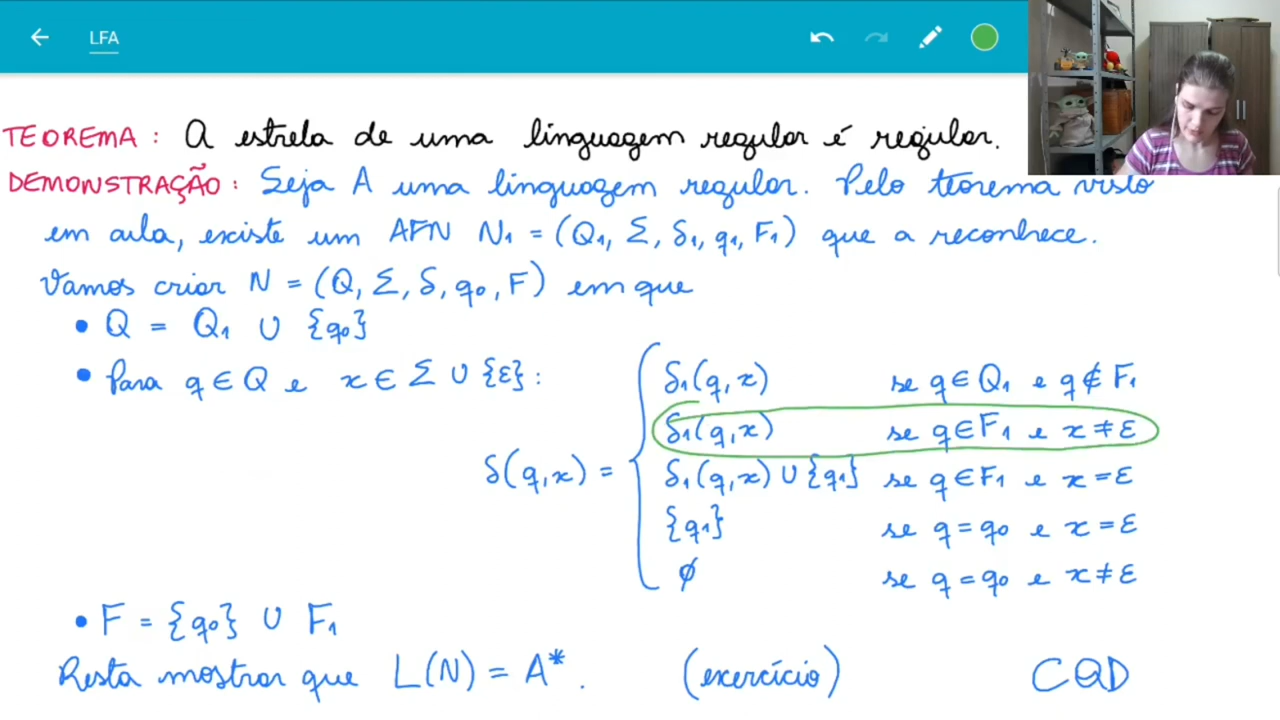 LFA
TEOREMA: A estrela de uma linguagem regular é regular.
DEMONSTRAÇÃO: Seja A uma linguagem regular. Pelo teorema visto
em aula, existe um AFN N₁ = (Q₁, Σ, δ₁, q₁, F₁) que a reconhece.
Vamos criar N = (Q, Σ, δ, q₀, F) em que
• Q = Q₁ ∪ {q₀}
• Para q ∈ Q e x ∈ Σ ∪ {ε}:
δ₁(q,x) se q ∈ Q₁ e q ∉ F₁
δ₁(q,x) se q ∈ F₁ e x ≠ ε
δ(q,x) = δ₁(q,x) ∪ {q₁} se q ∈ F₁ e x = ε
{q₁} se q = q₀ e x = ε
∅ se q = q₀ e x ≠ ε
• F = {q₀} ∪ F₁
Resta mostrar que L(N) = A*. (exercício) CQD